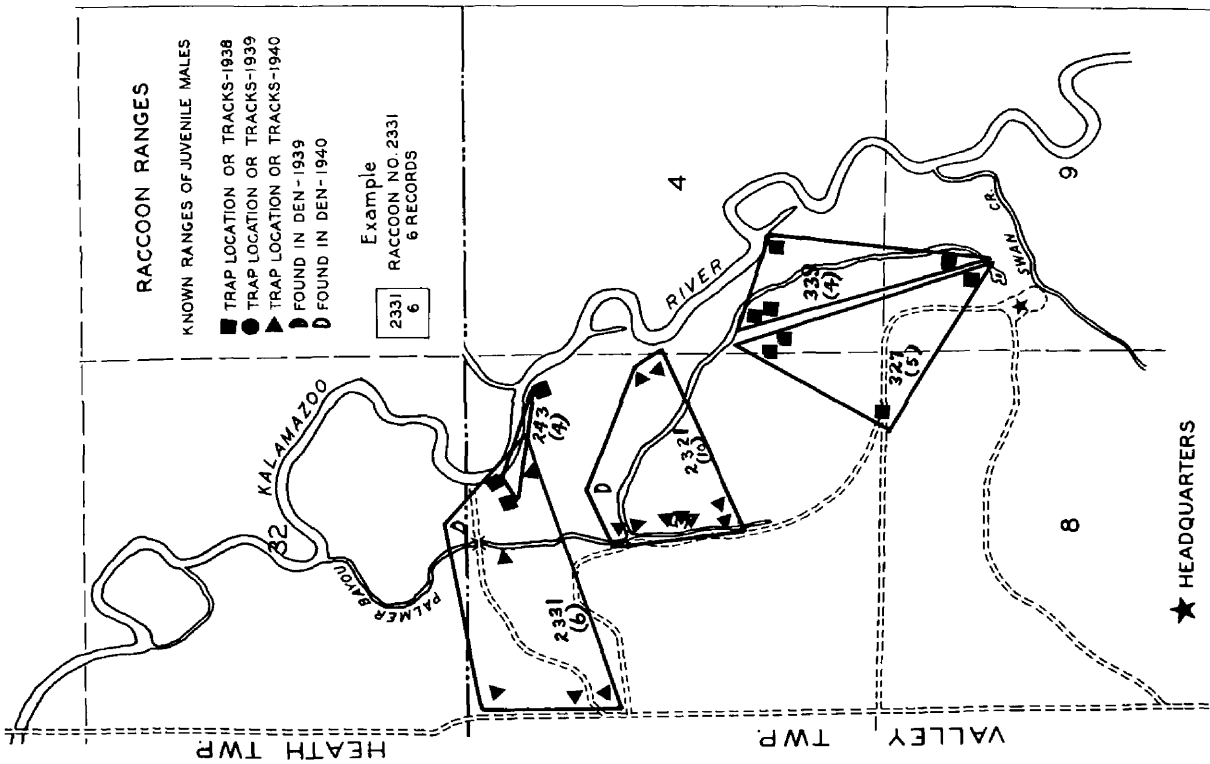 RACCOON RANGES
KNOWN RANGES OF JUVENILE MALES
TRAP LOCATION OR TRACKS-1938
TRAP LOCATION OR TRACKS-1939
TRAP LOCATION OR TRACKS-1940
FOUND IN DEN-1939
FOUND IN DEN-1940
Example
2331
6
RACCOON NO. 2331
6 RECORDS
KALAMAZOO
RIVER
PALMER BAYOU
SWAN CR.
32
4
9
8
243
(4)
2331
(6)
2321
(10)
339
(4)
327
(5)
D
D
HEATH TWP
VALLEY TWP.
HEADQUARTERS